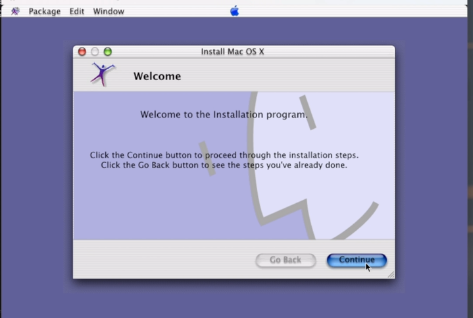 Package Edit Window
Install Mac OS X
Welcome
Welcome to the Installation program.
Click the Continue button to proceed through the installation steps.
Click the Go Back button to see the steps you've already done.
Go Back Continue